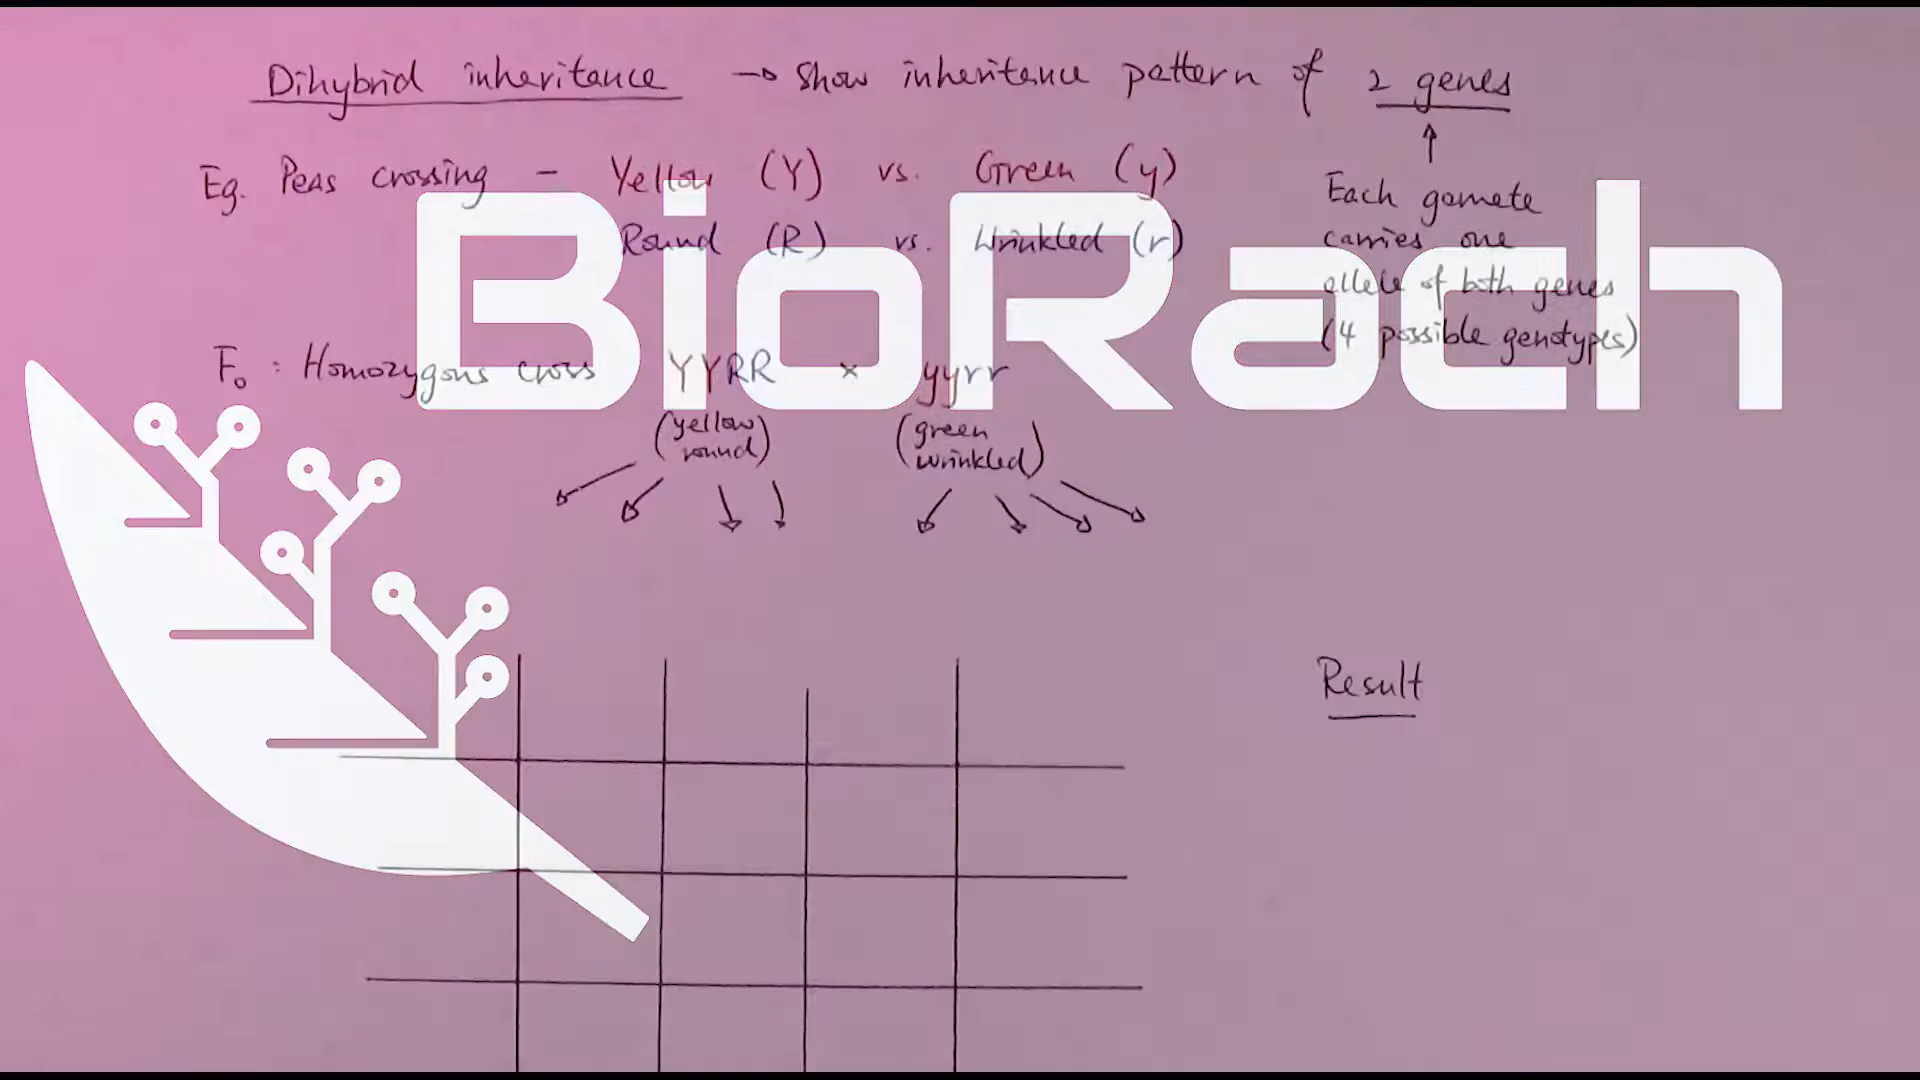 Dihybrid inheritance → Show inheritance pattern of 2 genes
Eg. Peas crossing - Yellow (Y) vs. Green (y)
Round (R) vs. Wrinkled (r)
Each gamete
carries one
allele of both genes
(4 possible genotypes)
BioRach
F₀ : Homozygous cross YYRR × yyrr
(yellow round) (green wrinkled)
Result